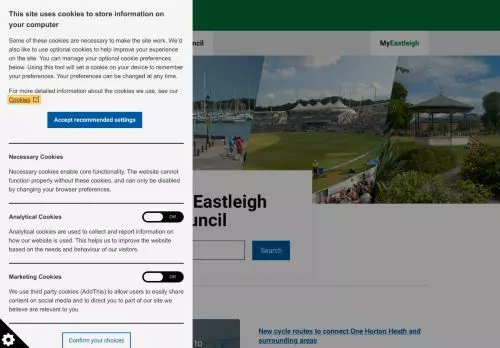 This site uses cookies to store information on
your computer
Some of these cookies are necessary to make the site work. We'd
also like to use optional cookies to help improve your experience
on the site. You can manage your optional cookie preferences
below. Using this tool will set a cookie on your device to remember
your preferences. Your preferences can be changed at any time.
For more detailed information about the cookies we use, see our
Cookies
Accept recommended settings
uncil
MyEastleigh
Necessary Cookies
Necessary cookies enable core functionality. The website cannot
function properly without these cookies, and can only be disabled
by changing your browser preferences.
Eastleigh
uncil
Analytical Cookies
Off
Analytical cookies are used to collect and report information on
how our website is used. This helps us to improve the website
based on the needs and behaviour of our visitors.
Search
Marketing Cookies
Off
We use third party cookies (AddThis) to allow users to easily share
content on social media and to direct you to part of our site we
believe are relevant to you
Confirm your choices
New cycle routes to connect One Horton Heath and
surrounding areas
TO